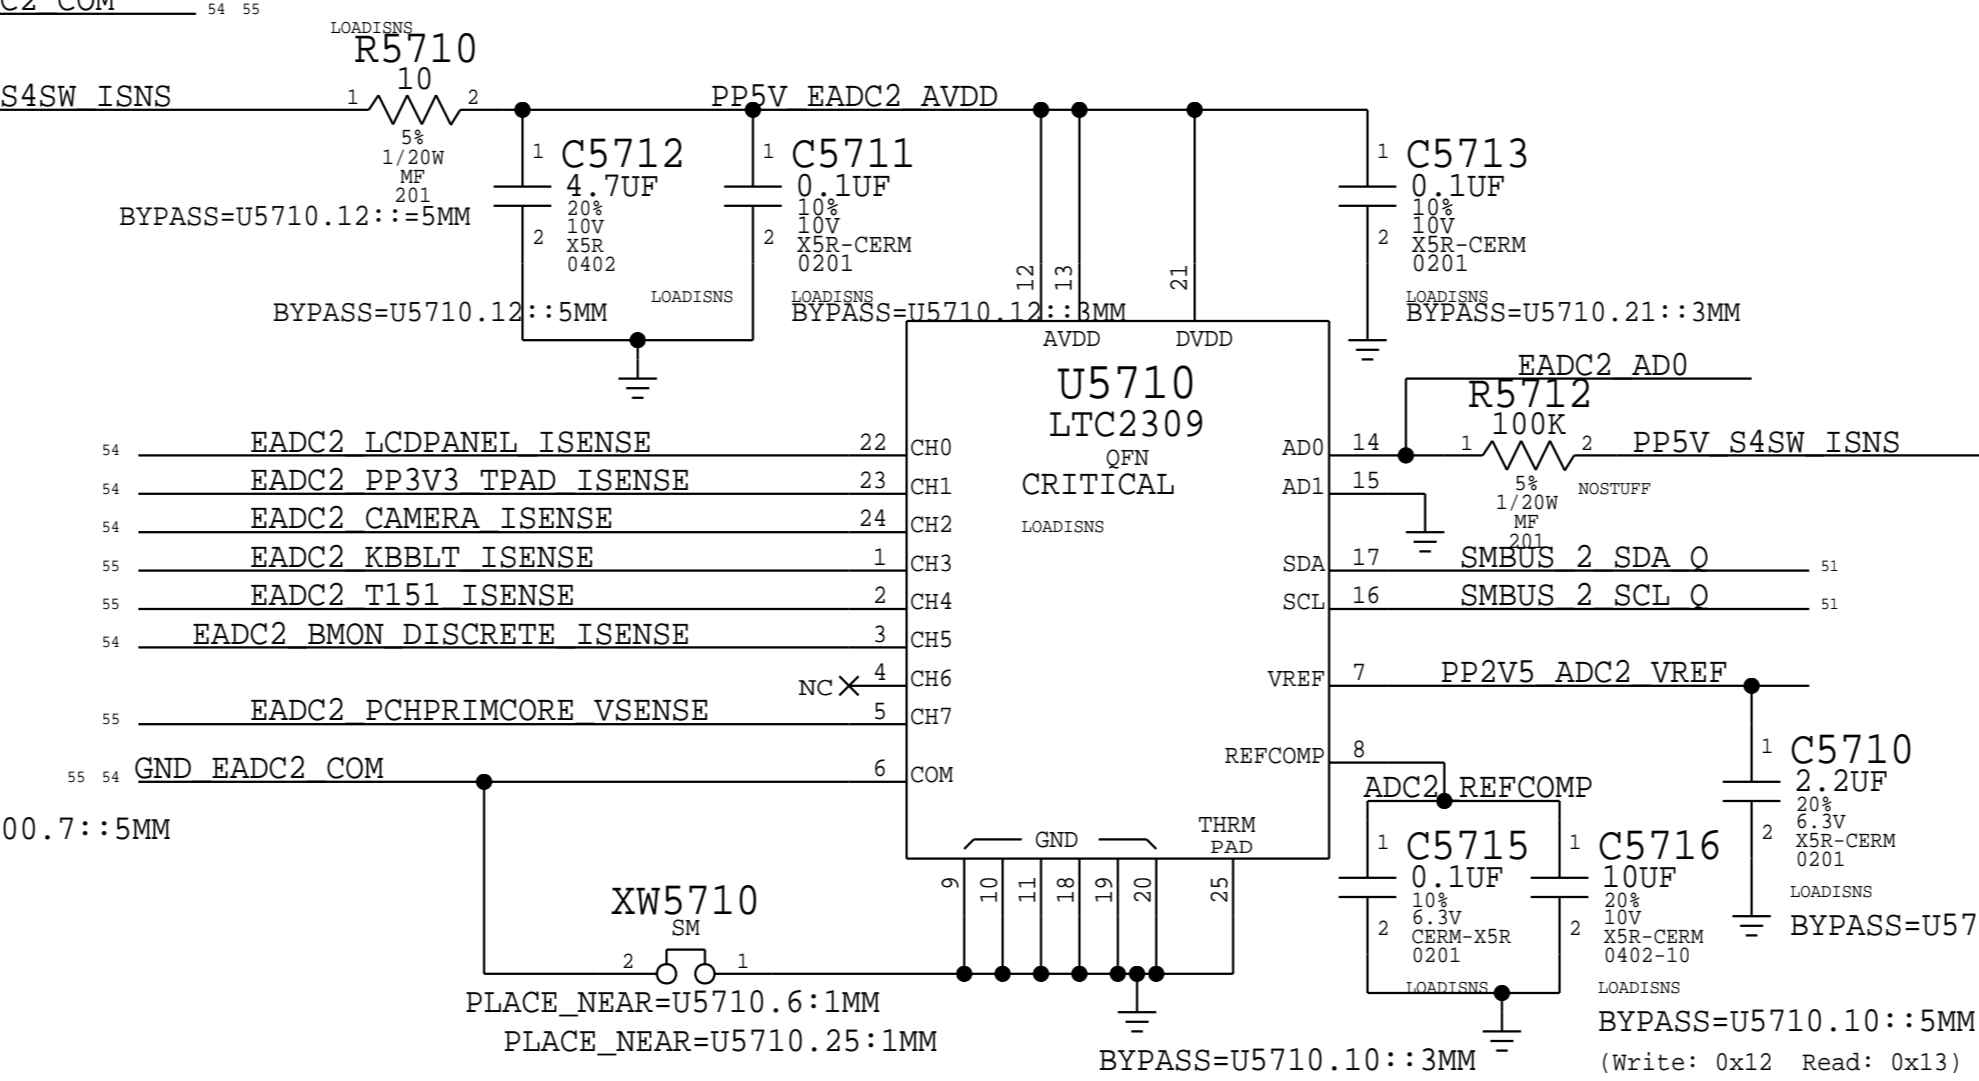 C2_COM 54 55
LOADISNS
R5710
10
S4SW_ISNS 1 2 PP5V_EADC2_AVDD
5%
1/20W
MF
201
BYPASS=U5710.12::=5MM
1 C5712
4.7UF
20%
10V
2 X5R
0402
BYPASS=U5710.12::5MM
LOADISNS
1 C5711
0.1UF
10%
10V
2 X5R-CERM
0201
LOADISNS
BYPASS=U5710.12::3MM
12 13 21
1 C5713
0.1UF
10%
10V
2 X5R-CERM
0201
LOADISNS
BYPASS=U5710.21::3MM
AVDD DVDD
U5710
LTC2309
QFN
CRITICAL
LOADISNS
54 EADC2_LCDPANEL_ISENSE 22 CH0
54 EADC2_PP3V3_TPAD_ISENSE 23 CH1
54 EADC2_CAMERA_ISENSE 24 CH2
55 EADC2_KBBLT_ISENSE 1 CH3
55 EADC2_T151_ISENSE 2 CH4
54 EADC2_BMON_DISCRETE_ISENSE 3 CH5
NC 4 CH6
55 EADC2_PCHPRIMCORE_VSENSE 5 CH7
55 54 GND_EADC2_COM 6 COM
00.7::5MM
EADC2_AD0
R5712
100K
AD0 14 1 2 PP5V_S4SW_ISNS
AD1 15
5%
1/20W
MF
201
NOSTUFF
SDA 17 SMBUS_2_SDA_Q 51
SCL 16 SMBUS_2_SCL_Q 51
VREF 7 PP2V5_ADC2_VREF
REFCOMP 8
ADC2_REFCOMP
1 C5710
2.2UF
20%
6.3V
2 X5R-CERM
0201
LOADISNS
BYPASS=U57
1 C5715
0.1UF
10%
6.3V
2 CERM-X5R
0201
LOADISNS
1 C5716
10UF
20%
10V
2 X5R-CERM
0402-10
LOADISNS
BYPASS=U5710.10::5MM
GND
THRM
PAD
9 10 11 18 19 20 25
XW5710
SM
2 1
PLACE_NEAR=U5710.6:1MM
PLACE_NEAR=U5710.25:1MM
BYPASS=U5710.10::3MM
(Write: 0x12 Read: 0x13)